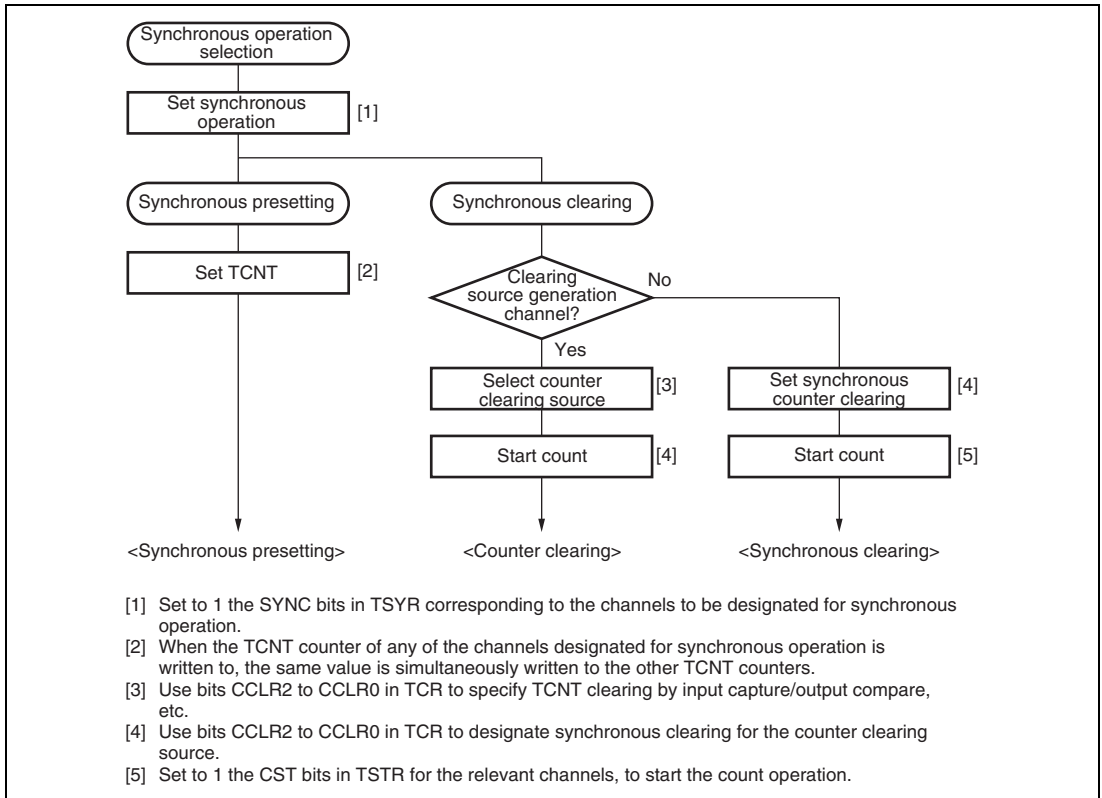 Synchronous operation
selection
Set synchronous
operation
[1]
Synchronous presetting
Synchronous clearing
Set TCNT
[2]
Clearing
source generation
channel?
No
Yes
Select counter
clearing source
[3]
Set synchronous
counter clearing
[4]
Start count
[4]
Start count
[5]
<Synchronous presetting>
<Counter clearing>
<Synchronous clearing>
[1] Set to 1 the SYNC bits in TSYR corresponding to the channels to be designated for synchronous
operation.
[2] When the TCNT counter of any of the channels designated for synchronous operation is
written to, the same value is simultaneously written to the other TCNT counters.
[3] Use bits CCLR2 to CCLR0 in TCR to specify TCNT clearing by input capture/output compare,
etc.
[4] Use bits CCLR2 to CCLR0 in TCR to designate synchronous clearing for the counter clearing
source.
[5] Set to 1 the CST bits in TSTR for the relevant channels, to start the count operation.